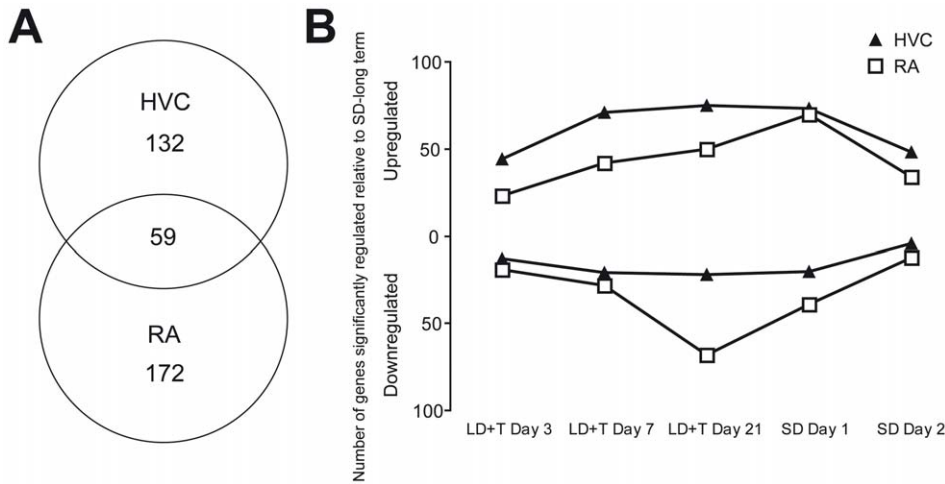 A
HVC
132
59
RA
172
B
Number of genes significantly regulated relative to SD-long term
Upregulated
Downregulated
100
50
0
50
100
HVC
RA
LD+T Day 3
LD+T Day 7
LD+T Day 21
SD Day 1
SD Day 2